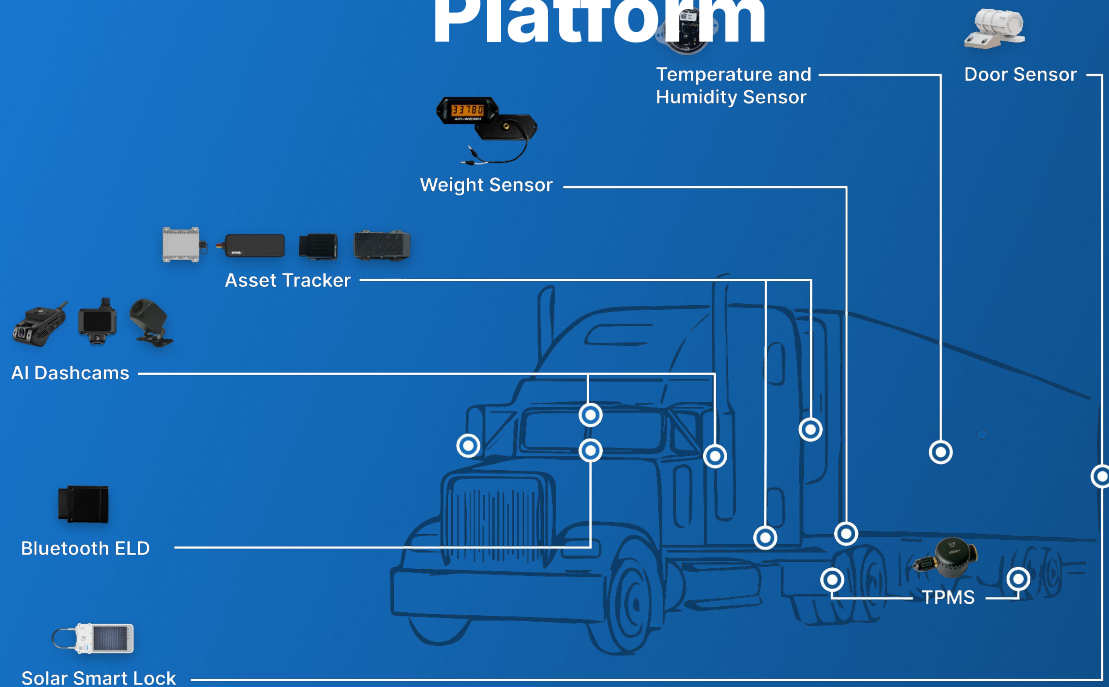 Platform
Temperature and
Humidity Sensor
Door Sensor
33780
Weight Sensor
Asset Tracker
AI Dashcams
Bluetooth ELD
TPMS
Solar Smart Lock